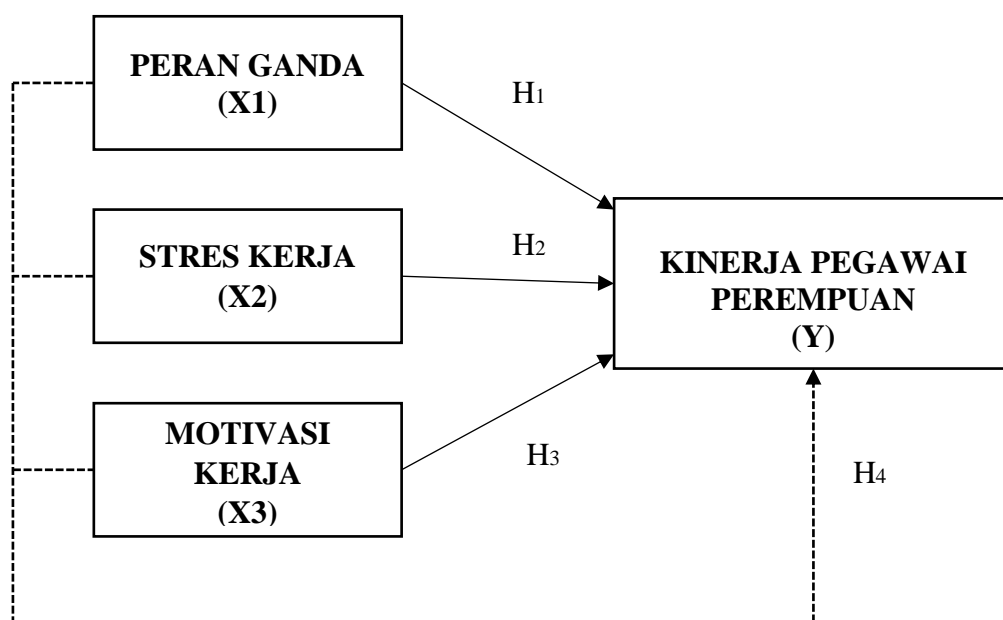 PERAN GANDA
(X1)
H1
STRES KERJA
(X2)
H2
KINERJA PEGAWAI
PEREMPUAN
(Y)
MOTIVASI
KERJA
(X3)
H3
H4